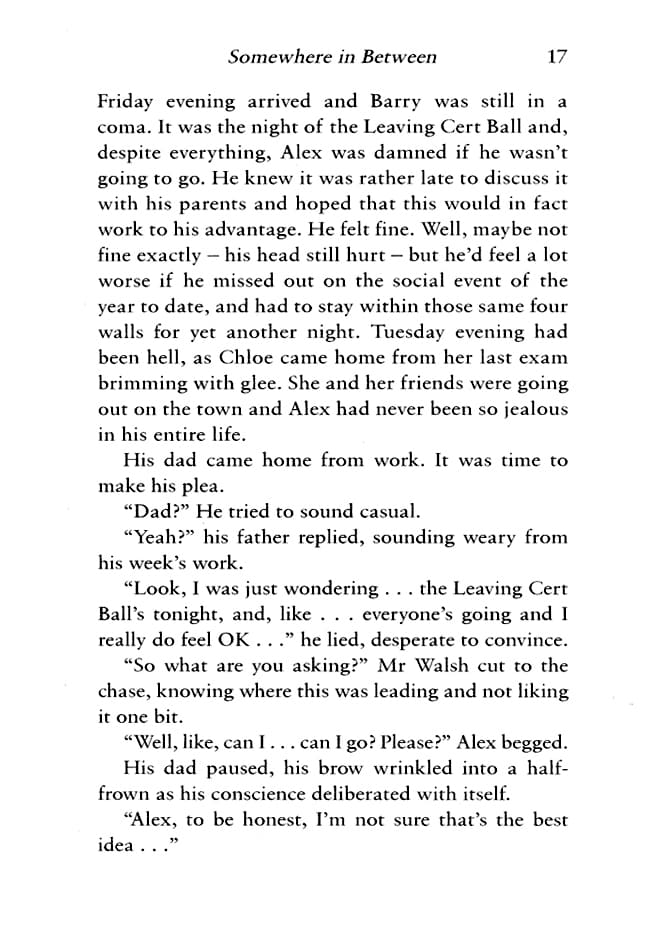 Somewhere in Between 17
Friday evening arrived and Barry was still in a
coma. It was the night of the Leaving Cert Ball and,
despite everything, Alex was damned if he wasn't
going to go. He knew it was rather late to discuss it
with his parents and hoped that this would in fact
work to his advantage. He felt fine. Well, maybe not
fine exactly – his head still hurt – but he'd feel a lot
worse if he missed out on the social event of the
year to date, and had to stay within those same four
walls for yet another night. Tuesday evening had
been hell, as Chloe came home from her last exam
brimming with glee. She and her friends were going
out on the town and Alex had never been so jealous
in his entire life.
His dad came home from work. It was time to
make his plea.
“Dad?” He tried to sound casual.
“Yeah?” his father replied, sounding weary from
his week's work.
“Look, I was just wondering . . . the Leaving Cert
Ball's tonight, and, like . . . everyone's going and I
really do feel OK . . .” he lied, desperate to convince.
“So what are you asking?” Mr Walsh cut to the
chase, knowing where this was leading and not liking
it one bit.
“Well, like, can I . . . can I go? Please?” Alex begged.
His dad paused, his brow wrinkled into a half-
frown as his conscience deliberated with itself.
“Alex, to be honest, I'm not sure that's the best
idea . . .”